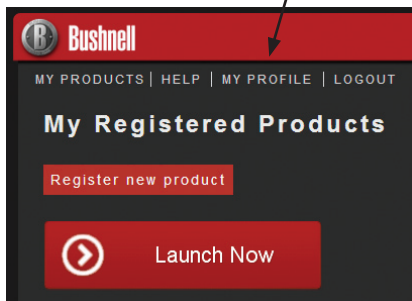 B Bushnell
MY PRODUCTS | HELP | MY PROFILE | LOGOUT
My Registered Products
Register new product
Launch Now